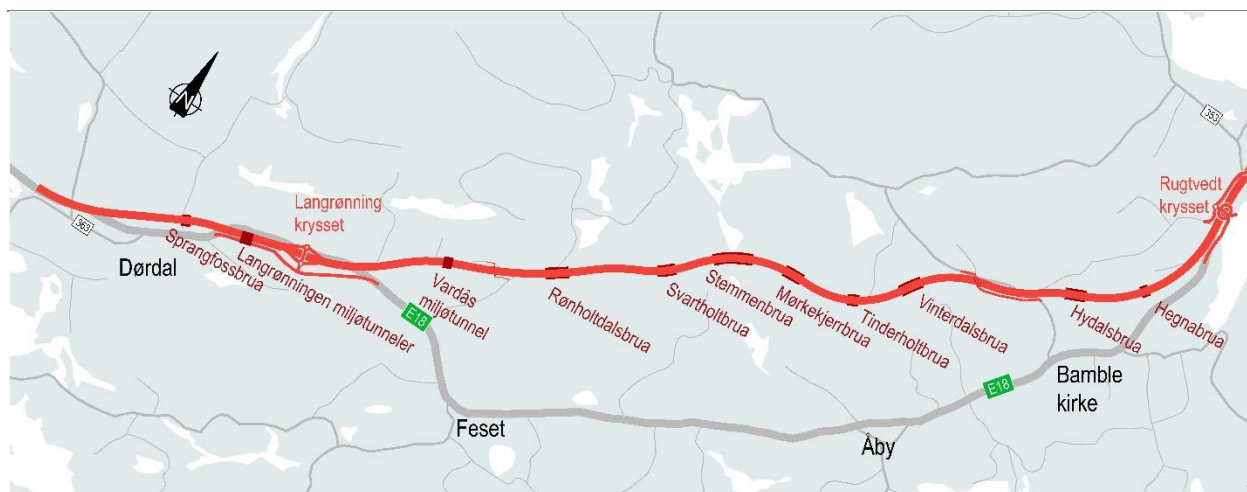 N
353
Rugtvedt
krysset
Langrønning
krysset
363
Dørdal
Sprangfossbrua
Langrønningen miljøtunneler
E18
Vardås
miljøtunnel
Rønholtdalsbrua
Svartholtbrua
Stemmenbrua
Mørkekjerrbrua
Tinderholtbrua
Vinterdalsbrua
Hydalsbrua
Hegnabrua
E18
Bamble
kirke
Feset
Åby